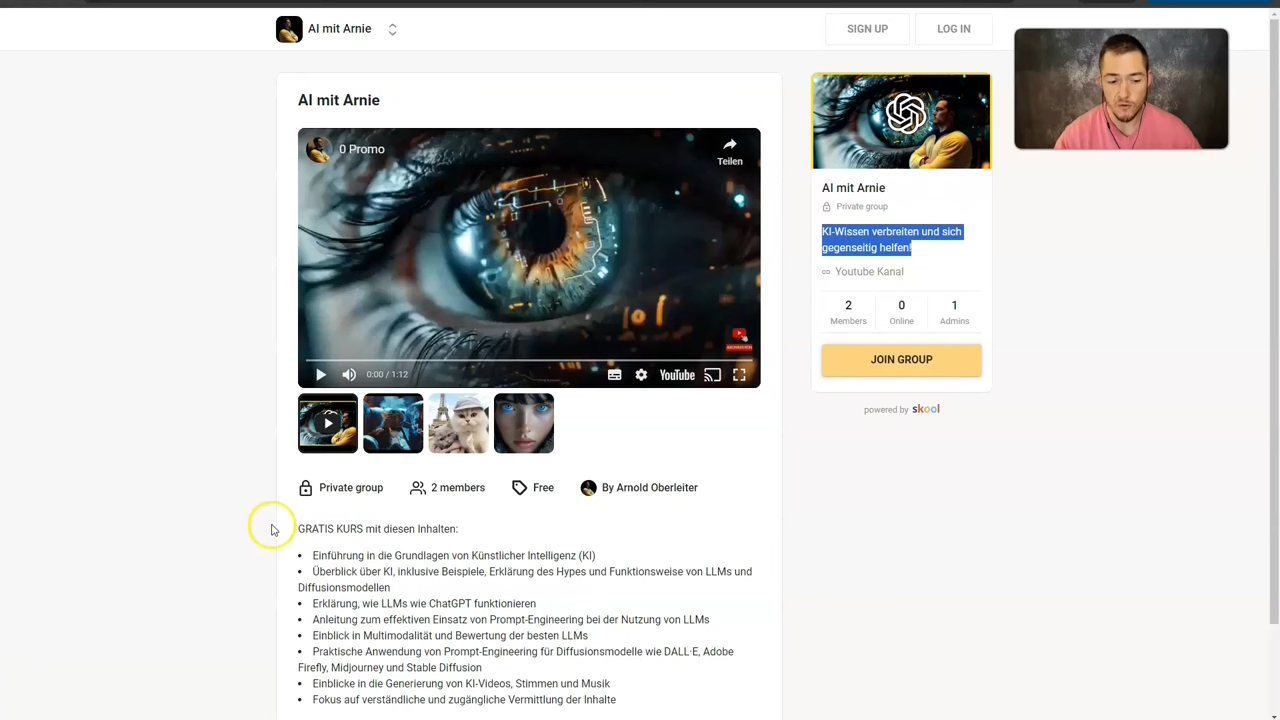 AI mit Arnie
SIGN UP
LOG IN
AI mit Arnie
0 Promo
Teilen
0:00 / 1:12
YouTube
Private group
2 members
Free
By Arnold Oberleiter
GRATIS KURS mit diesen Inhalten:
• Einführung in die Grundlagen von Künstlicher Intelligenz (KI)
• Überblick über KI, inklusive Beispiele, Erklärung des Hypes und Funktionsweise von LLMs und
Diffusionsmodellen
• Erklärung, wie LLMs wie ChatGPT funktionieren
• Anleitung zum effektiven Einsatz von Prompt-Engineering bei der Nutzung von LLMs
• Einblick in Multimodalität und Bewertung der besten LLMs
• Praktische Anwendung von Prompt-Engineering für Diffusionsmodelle wie DALL·E, Adobe
Firefly, Midjourney und Stable Diffusion
• Einblicke in die Generierung von KI-Videos, Stimmen und Musik
• Fokus auf verständliche und zugängliche Vermittlung der Inhalte
AI mit Arnie
Private group
KI-Wissen verbreiten und sich
gegenseitig helfen!
Youtube Kanal
2
Members
0
Online
1
Admins
JOIN GROUP
powered by skool